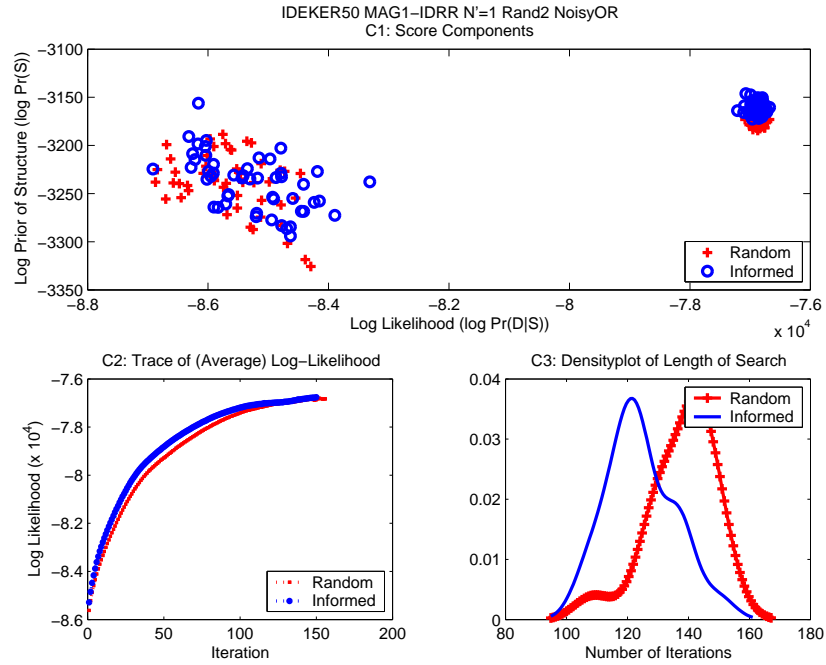 IDEKER50 MAG1−IDRR N'=1 Rand2 NoisyOR
C1: Score Components
Log Prior of Structure (log Pr(S))
−3100
−3150
−3200
−3250
−3300
−3350
−8.8
−8.6
−8.4
−8.2
−8
−7.8
−7.6
x 10^4
Log Likelihood (log Pr(D|S))
Random
Informed
C2: Trace of (Average) Log−Likelihood
Log Likelihood (x 10^4)
−7.6
−7.8
−8
−8.2
−8.4
−8.6
0
50
100
150
200
Iteration
Random
Informed
C3: Densityplot of Length of Search
0.04
0.03
0.02
0.01
0
80
100
120
140
160
180
Number of Iterations
Random
Informed